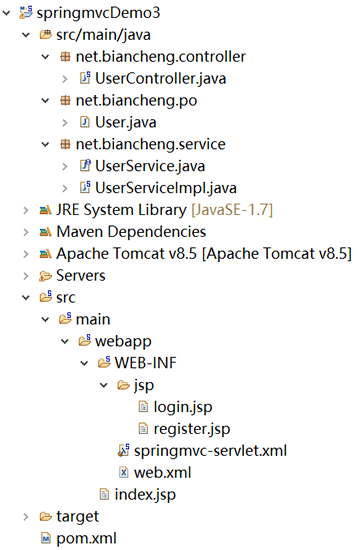 springmvcDemo3
src/main/java
net.biancheng.controller
UserController.java
net.biancheng.po
User.java
net.biancheng.service
UserService.java
UserServiceImpl.java
JRE System Library [JavaSE-1.7]
Maven Dependencies
Apache Tomcat v8.5 [Apache Tomcat v8.5]
Servers
src
main
webapp
WEB-INF
jsp
login.jsp
register.jsp
springmvc-servlet.xml
web.xml
index.jsp
target
pom.xml